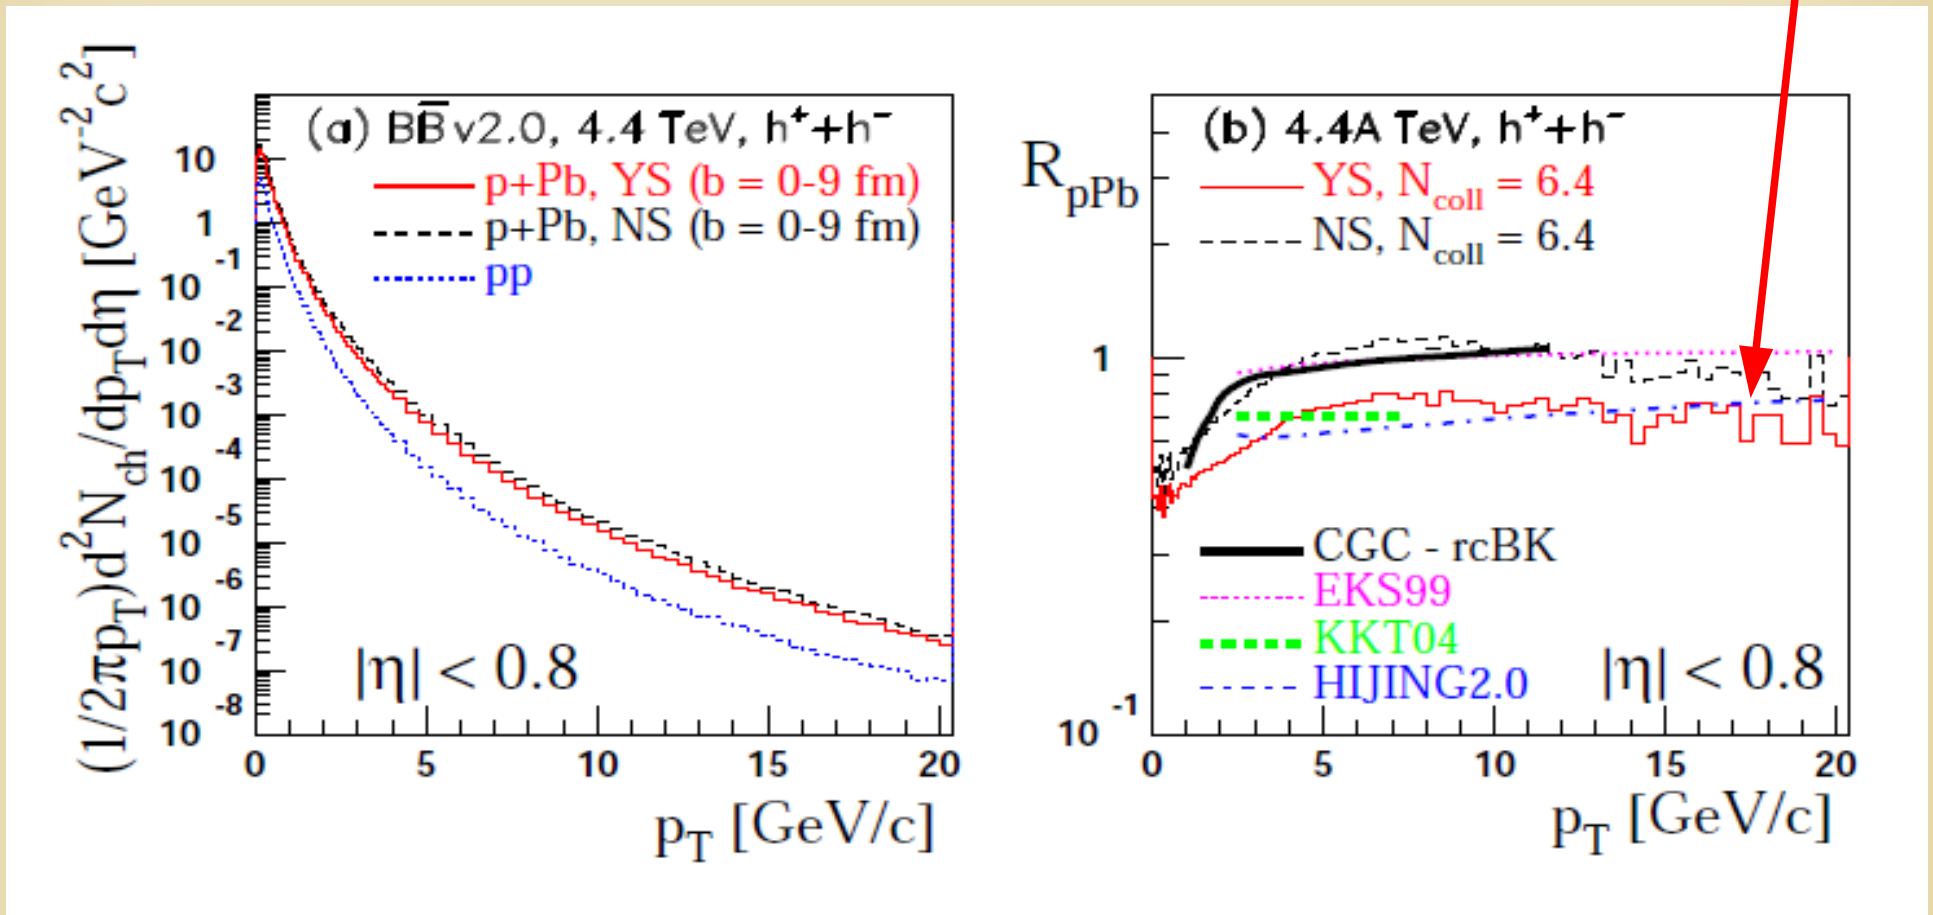 (a) BB̅ v2.0, 4.4 TeV, h⁺+h⁻
p+Pb, YS (b = 0-9 fm)
p+Pb, NS (b = 0-9 fm)
pp
(1/2πp_T)d²N_ch/dp_Tdη [GeV⁻²c²]
10
1
10⁻¹
10⁻²
10⁻³
10⁻⁴
10⁻⁵
10⁻⁶
10⁻⁷
10⁻⁸
|η| < 0.8
0 5 10 15 20
p_T [GeV/c]
(b) 4.4A TeV, h⁺+h⁻
R_pPb
YS, N_coll = 6.4
NS, N_coll = 6.4
1
CGC - rcBK
EKS99
KKT04
HIJING2.0
|η| < 0.8
10⁻¹
0 5 10 15 20
p_T [GeV/c]